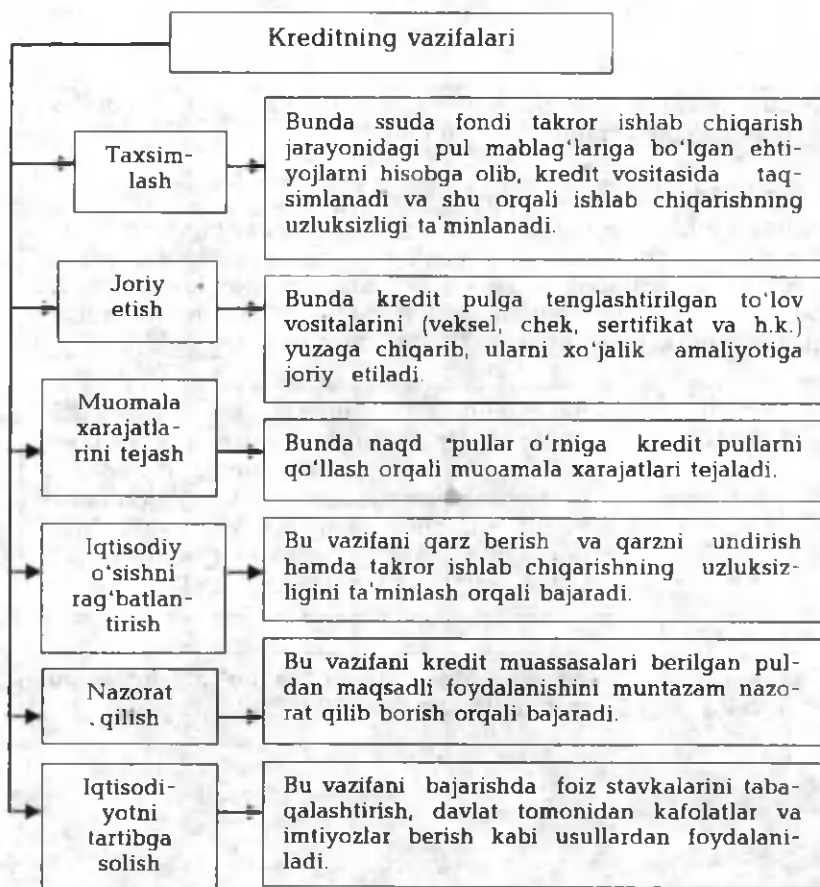 Kreditning vazifalari
Taxsim-
lash
Bunda ssuda fondi takror ishlab chiqarish
jarayonidagi pul mablag‘lariga bo‘lgan ehti-
yojlarni hisobga olib, kredit vositasida taq-
simlanadi va shu orqali ishlab chiqarishning
uzluksizligi ta'minlanadi.
Joriy
etish
Bunda kredit pulga tenglashtirilgan to‘lov
vositalarini (veksel, chek, sertifikat va h.k.)
yuzaga chiqarib, ularni xo‘jalik amaliyotiga
joriy etiladi.
Muomala
xarajatla-
rini tejash
Bunda naqd pullar o‘rniga kredit pullarni
qo‘llash orqali muoamala xarajatlari tejaladi.
Iqtisodiy
o‘sishni
rag‘batlan-
tirish
Bu vazifani qarz berish va qarzni undirish
hamda takror ishlab chiqarishning uzluksiz-
ligini ta'minlash orqali bajaradi.
Nazorat
qilish
Bu vazifani kredit muassasalari berilgan pul-
dan maqsadli foydalanishini muntazam nazo-
rat qilib borish orqali bajaradi.
Iqtisodi-
yotni
tartibga
solish
Bu vazifani bajarishda foiz stavkalarini taba-
qalashtirish, davlat tomonidan kafolatlar va
imtiyozlar berish kabi usullardan foydalani-
ladi.